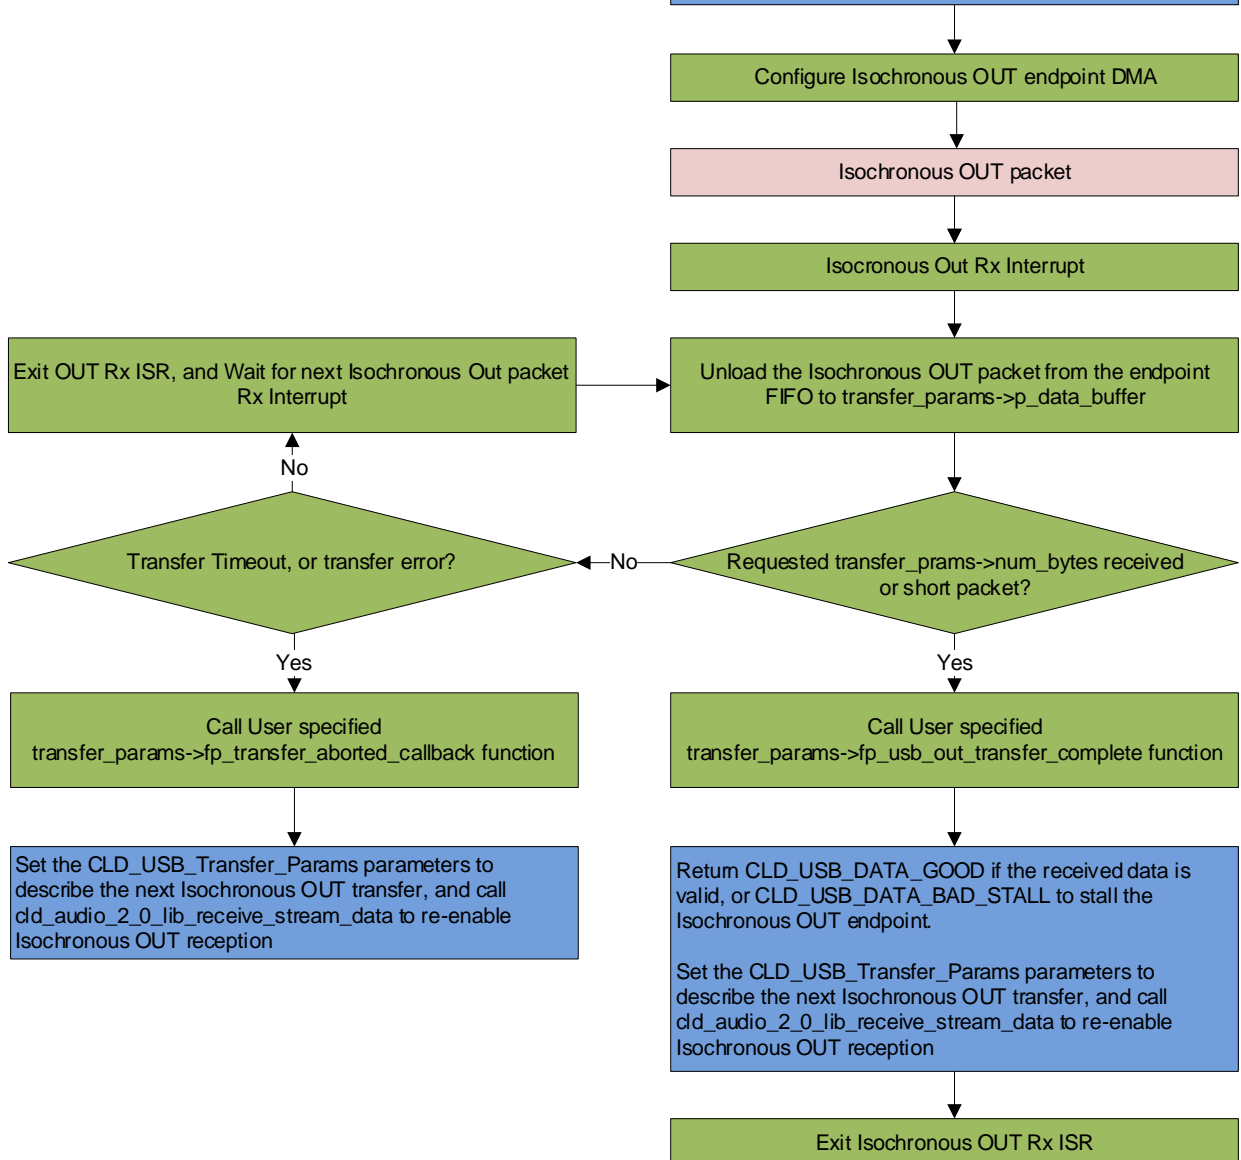 Configure Isochronous OUT endpoint DMA
Isochronous OUT packet
Isocronous Out Rx Interrupt
Exit OUT Rx ISR, and Wait for next Isochronous Out packet
Rx Interrupt
Unload the Isochronous OUT packet from the endpoint
FIFO to transfer_params->p_data_buffer
No
Transfer Timeout, or transfer error?
No
Requested transfer_prams->num_bytes received
or short packet?
Yes
Yes
Call User specified
transfer_params->fp_transfer_aborted_callback function
Call User specified
transfer_params->fp_usb_out_transfer_complete function
Set the CLD_USB_Transfer_Params parameters to
describe the next Isochronous OUT transfer, and call
cld_audio_2_0_lib_receive_stream_data to re-enable
Isochronous OUT reception
Return CLD_USB_DATA_GOOD if the received data is
valid, or CLD_USB_DATA_BAD_STALL to stall the
Isochronous OUT endpoint.
Set the CLD_USB_Transfer_Params parameters to
describe the next Isochronous OUT transfer, and call
cld_audio_2_0_lib_receive_stream_data to re-enable
Isochronous OUT reception
Exit Isochronous OUT Rx ISR